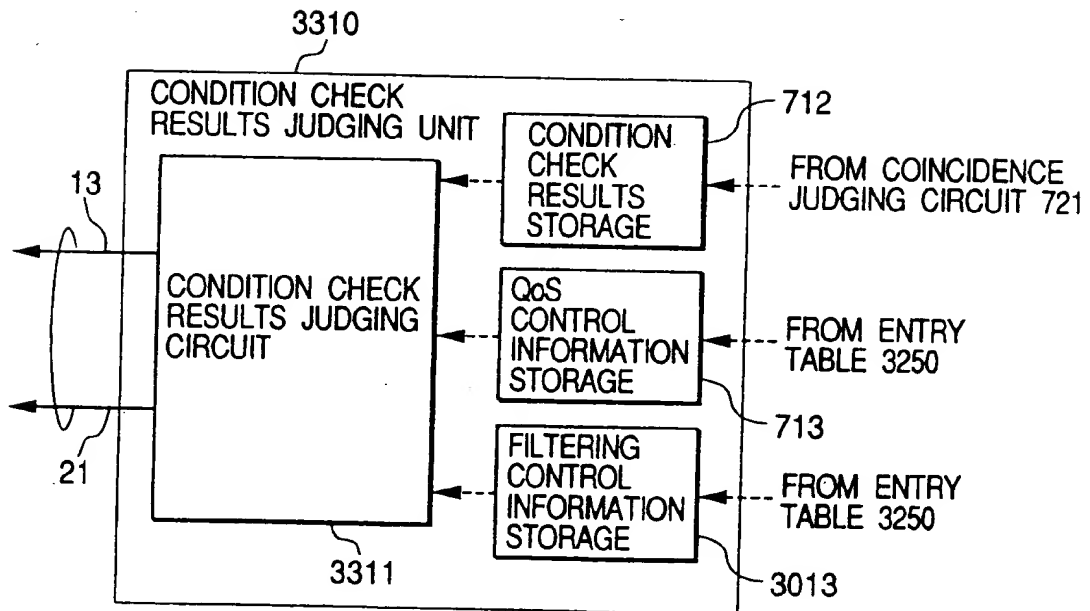 3310
CONDITION CHECK
RESULTS JUDGING UNIT
712
CONDITION
CHECK
RESULTS
STORAGE
FROM COINCIDENCE
JUDGING CIRCUIT 721
13
CONDITION CHECK
RESULTS JUDGING
CIRCUIT
QoS
CONTROL
INFORMATION
STORAGE
FROM ENTRY
TABLE 3250
713
21
FILTERING
CONTROL
INFORMATION
STORAGE
FROM ENTRY
TABLE 3250
3311
3013